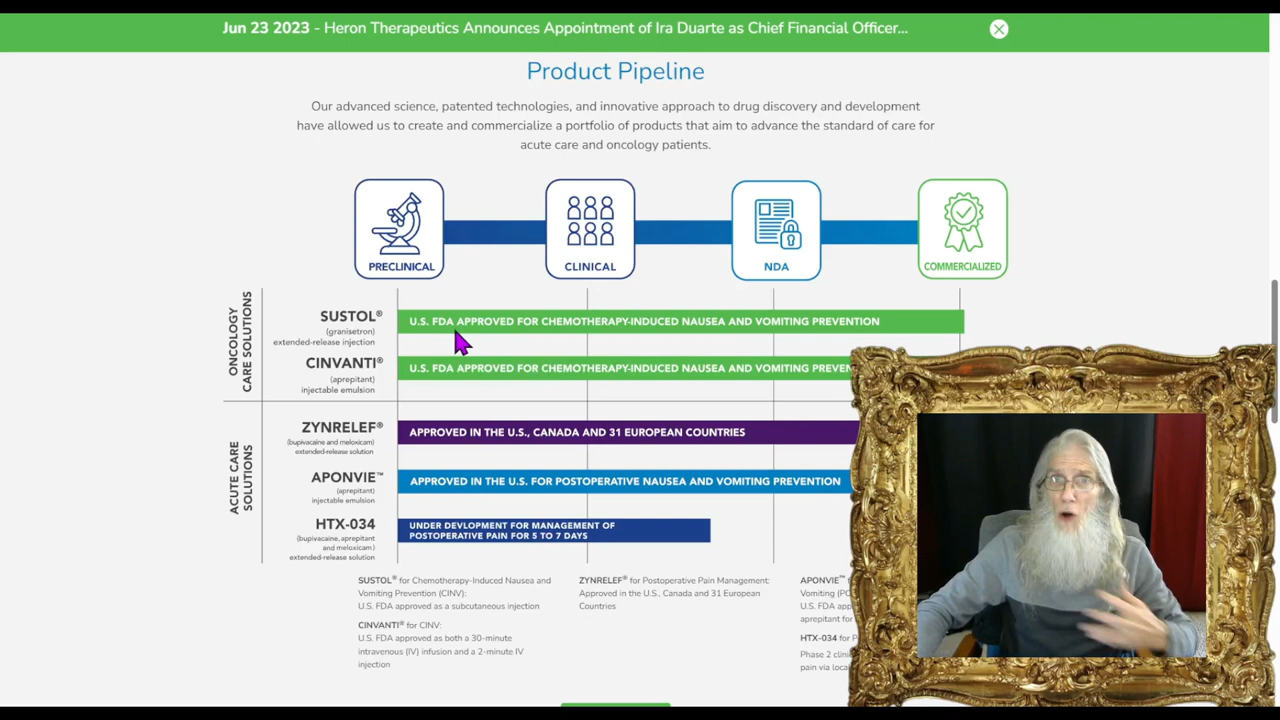 Jun 23 2023 - Heron Therapeutics Announces Appointment of Ira Duarte as Chief Financial Officer...
Product Pipeline
Our advanced science, patented technologies, and innovative approach to drug discovery and development
have allowed us to create and commercialize a portfolio of products that aim to advance the standard of care for
acute care and oncology patients.
PRECLINICAL
CLINICAL
NDA
COMMERCIALIZED
ONCOLOGY
CARE SOLUTIONS
SUSTOL®
(granisetron)
extended-release injection
U.S. FDA APPROVED FOR CHEMOTHERAPY-INDUCED NAUSEA AND VOMITING PREVENTION
CINVANTI®
(aprepitant)
injectable emulsion
U.S. FDA APPROVED FOR CHEMOTHERAPY-INDUCED NAUSEA AND VOMITING PREVEN
ACUTE CARE
SOLUTIONS
ZYNRELEF®
(bupivacaine and meloxicam)
extended-release solution
APPROVED IN THE U.S., CANADA AND 31 EUROPEAN COUNTRIES
APONVIE™
(aprepitant)
injectable emulsion
APPROVED IN THE U.S. FOR POSTOPERATIVE NAUSEA AND VOMITING PREVENTION
HTX-034
(bupivacaine, aprepitant
and meloxicam)
extended-release solution
UNDER DEVLOPMENT FOR MANAGEMENT OF
POSTOPERATIVE PAIN FOR 5 TO 7 DAYS
SUSTOL® for Chemotherapy-Induced Nausea and
Vomiting Prevention (CINV):
U.S. FDA approved as a subcutaneous injection
CINVANTI® for CINV:
U.S. FDA approved as both a 30-minute
intravenous (IV) infusion and a 2-minute IV
injection
ZYNRELEF® for Postoperative Pain Management:
Approved in the U.S., Canada and 31 European
Countries
APONVIE™
Vomiting (PO
U.S. FDA app
aprepitant for
HTX-034 for P
Phase 2 clini
pain via loca